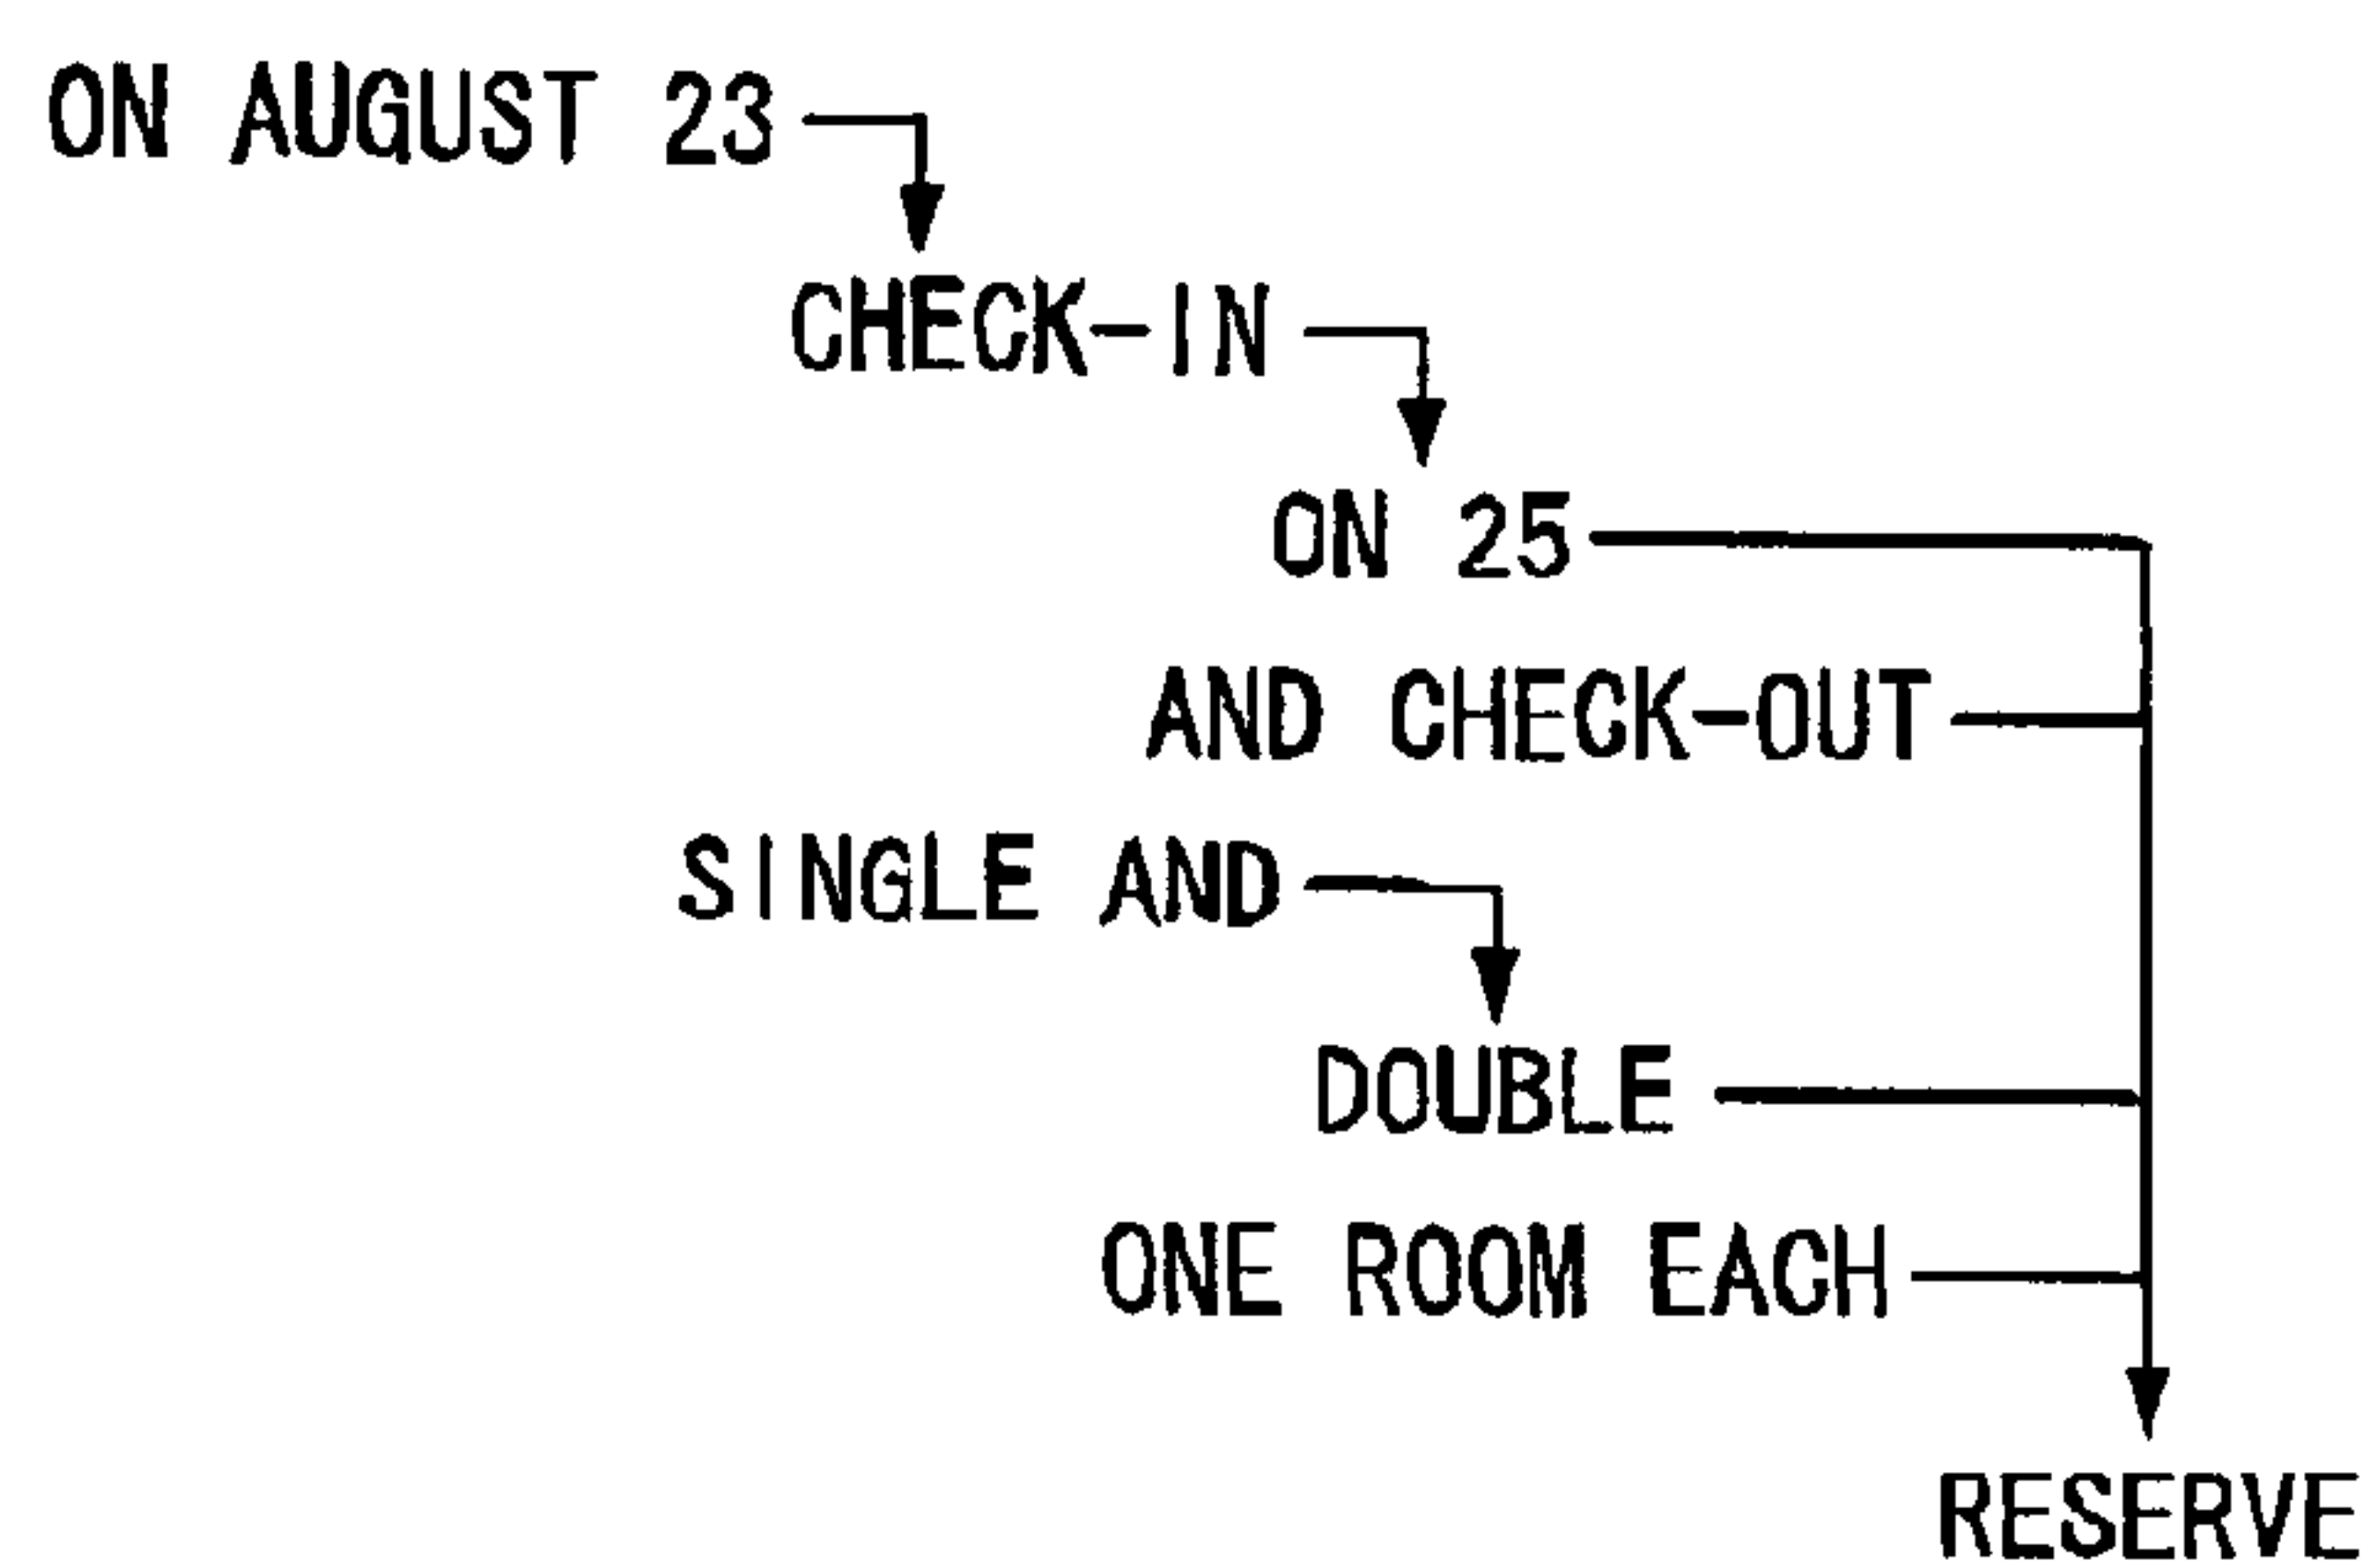 ON AUGUST 23
CHECK-IN
ON 25
AND CHECK-OUT
SINGLE AND
DOUBLE
ONE ROOM EACH
RESERVE